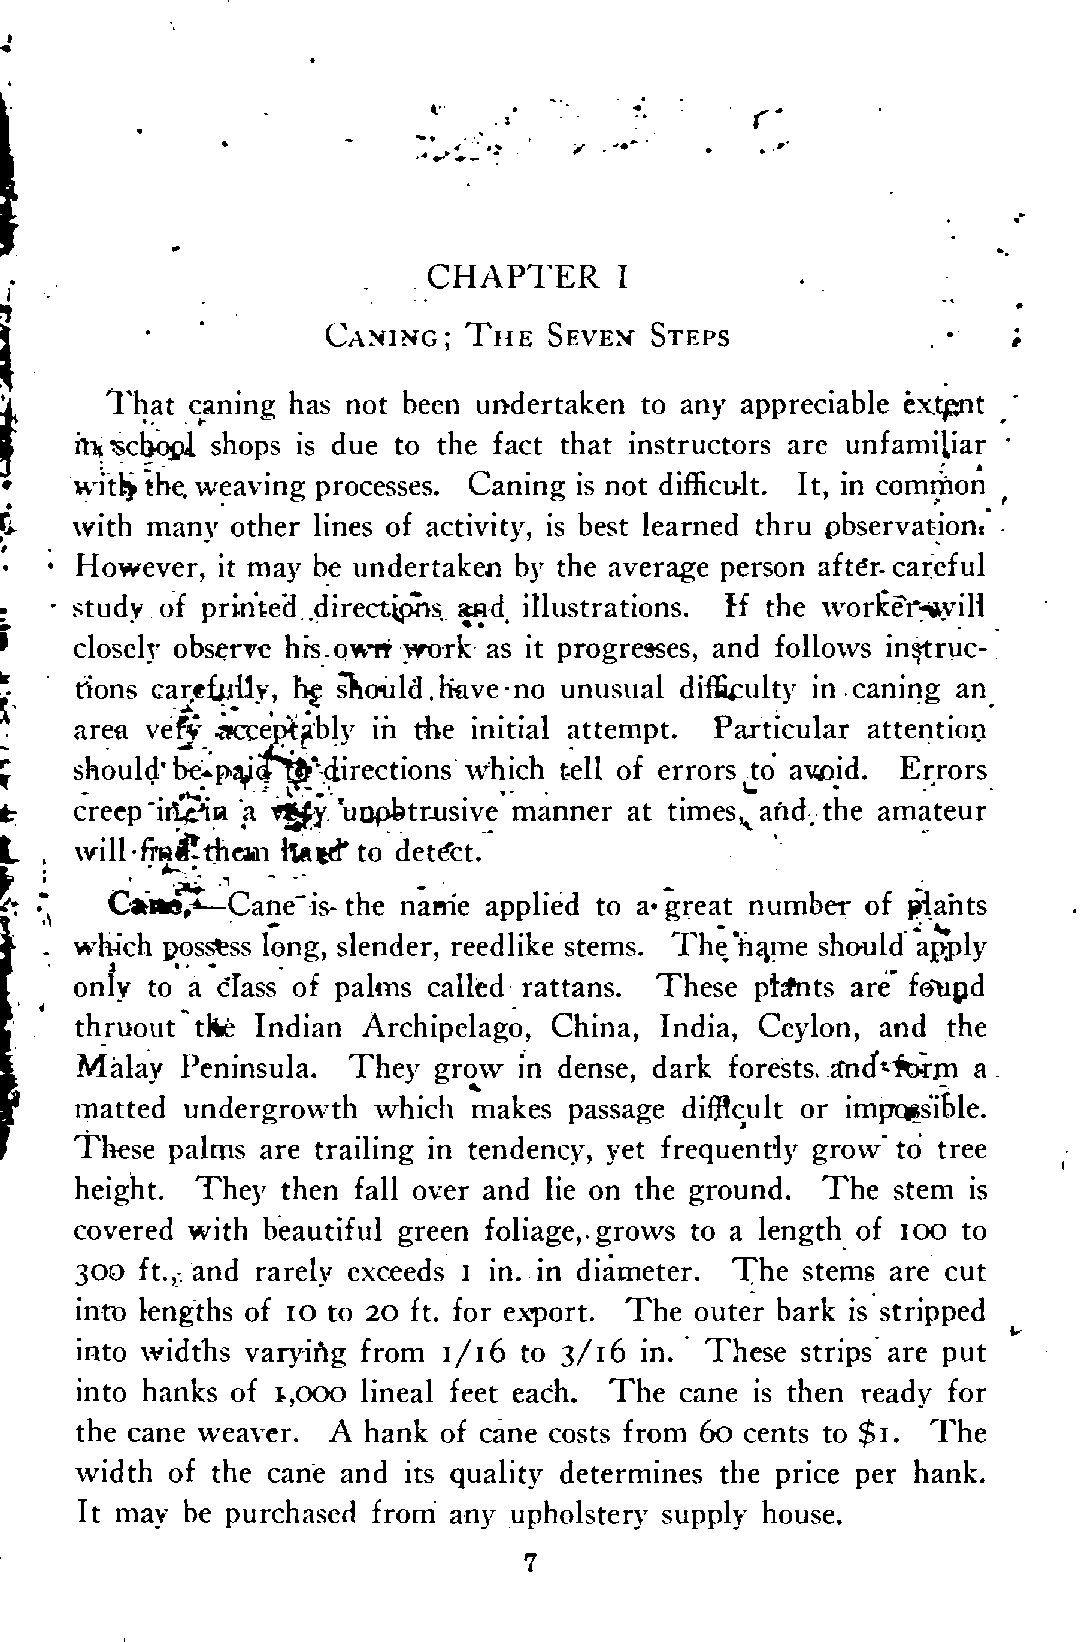 CHAPTER I
CANING; THE SEVEN STEPS
That caning has not been undertaken to any appreciable extent
in school shops is due to the fact that instructors are unfamiliar
with the weaving processes. Caning is not difficult. It, in common
with many other lines of activity, is best learned thru observation.
However, it may be undertaken by the average person after careful
study of printed directions and illustrations. If the worker will
closely observe his own work as it progresses, and follows instruc-
tions carefully, he should have no unusual difficulty in caning an
area very acceptably in the initial attempt. Particular attention
should be paid to directions which tell of errors to avoid. Errors
creep in in a very unobtrusive manner at times, and the amateur
will find them hard to detect.
Cane.—Cane is the name applied to a great number of plants
which possess long, slender, reedlike stems. The name should apply
only to a class of palms called rattans. These plants are found
thruout the Indian Archipelago, China, India, Ceylon, and the
Malay Peninsula. They grow in dense, dark forests and form a
matted undergrowth which makes passage difficult or impossible.
These palms are trailing in tendency, yet frequently grow to tree
height. They then fall over and lie on the ground. The stem is
covered with beautiful green foliage, grows to a length of 100 to
300 ft., and rarely exceeds 1 in. in diameter. The stems are cut
into lengths of 10 to 20 ft. for export. The outer bark is stripped
into widths varying from 1/16 to 3/16 in. These strips are put
into hanks of 1,000 lineal feet each. The cane is then ready for
the cane weaver. A hank of cane costs from 60 cents to $1. The
width of the cane and its quality determines the price per hank.
It may be purchased from any upholstery supply house.
7